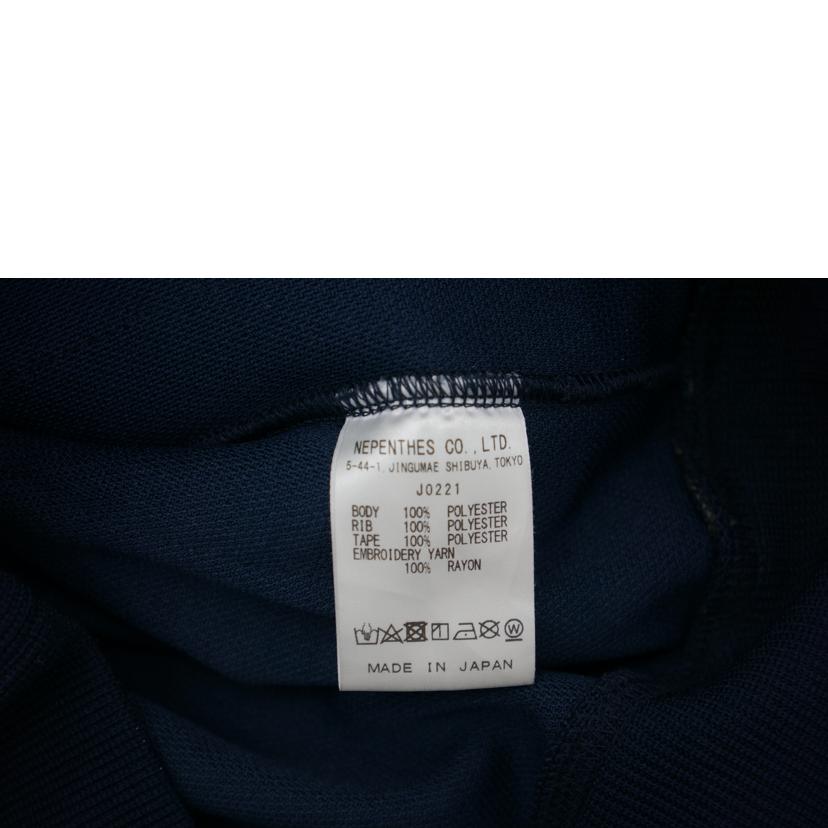 NEPENTHES CO.,LTD.
5-44-1, JINGUMAE SHIBUYA, TOKYO
J0221
BODY 100% POLYESTER
RIB 100% POLYESTER
TAPE 100% POLYESTER
EMBROIDERY YARN
100% RAYON
W
MADE IN JAPAN